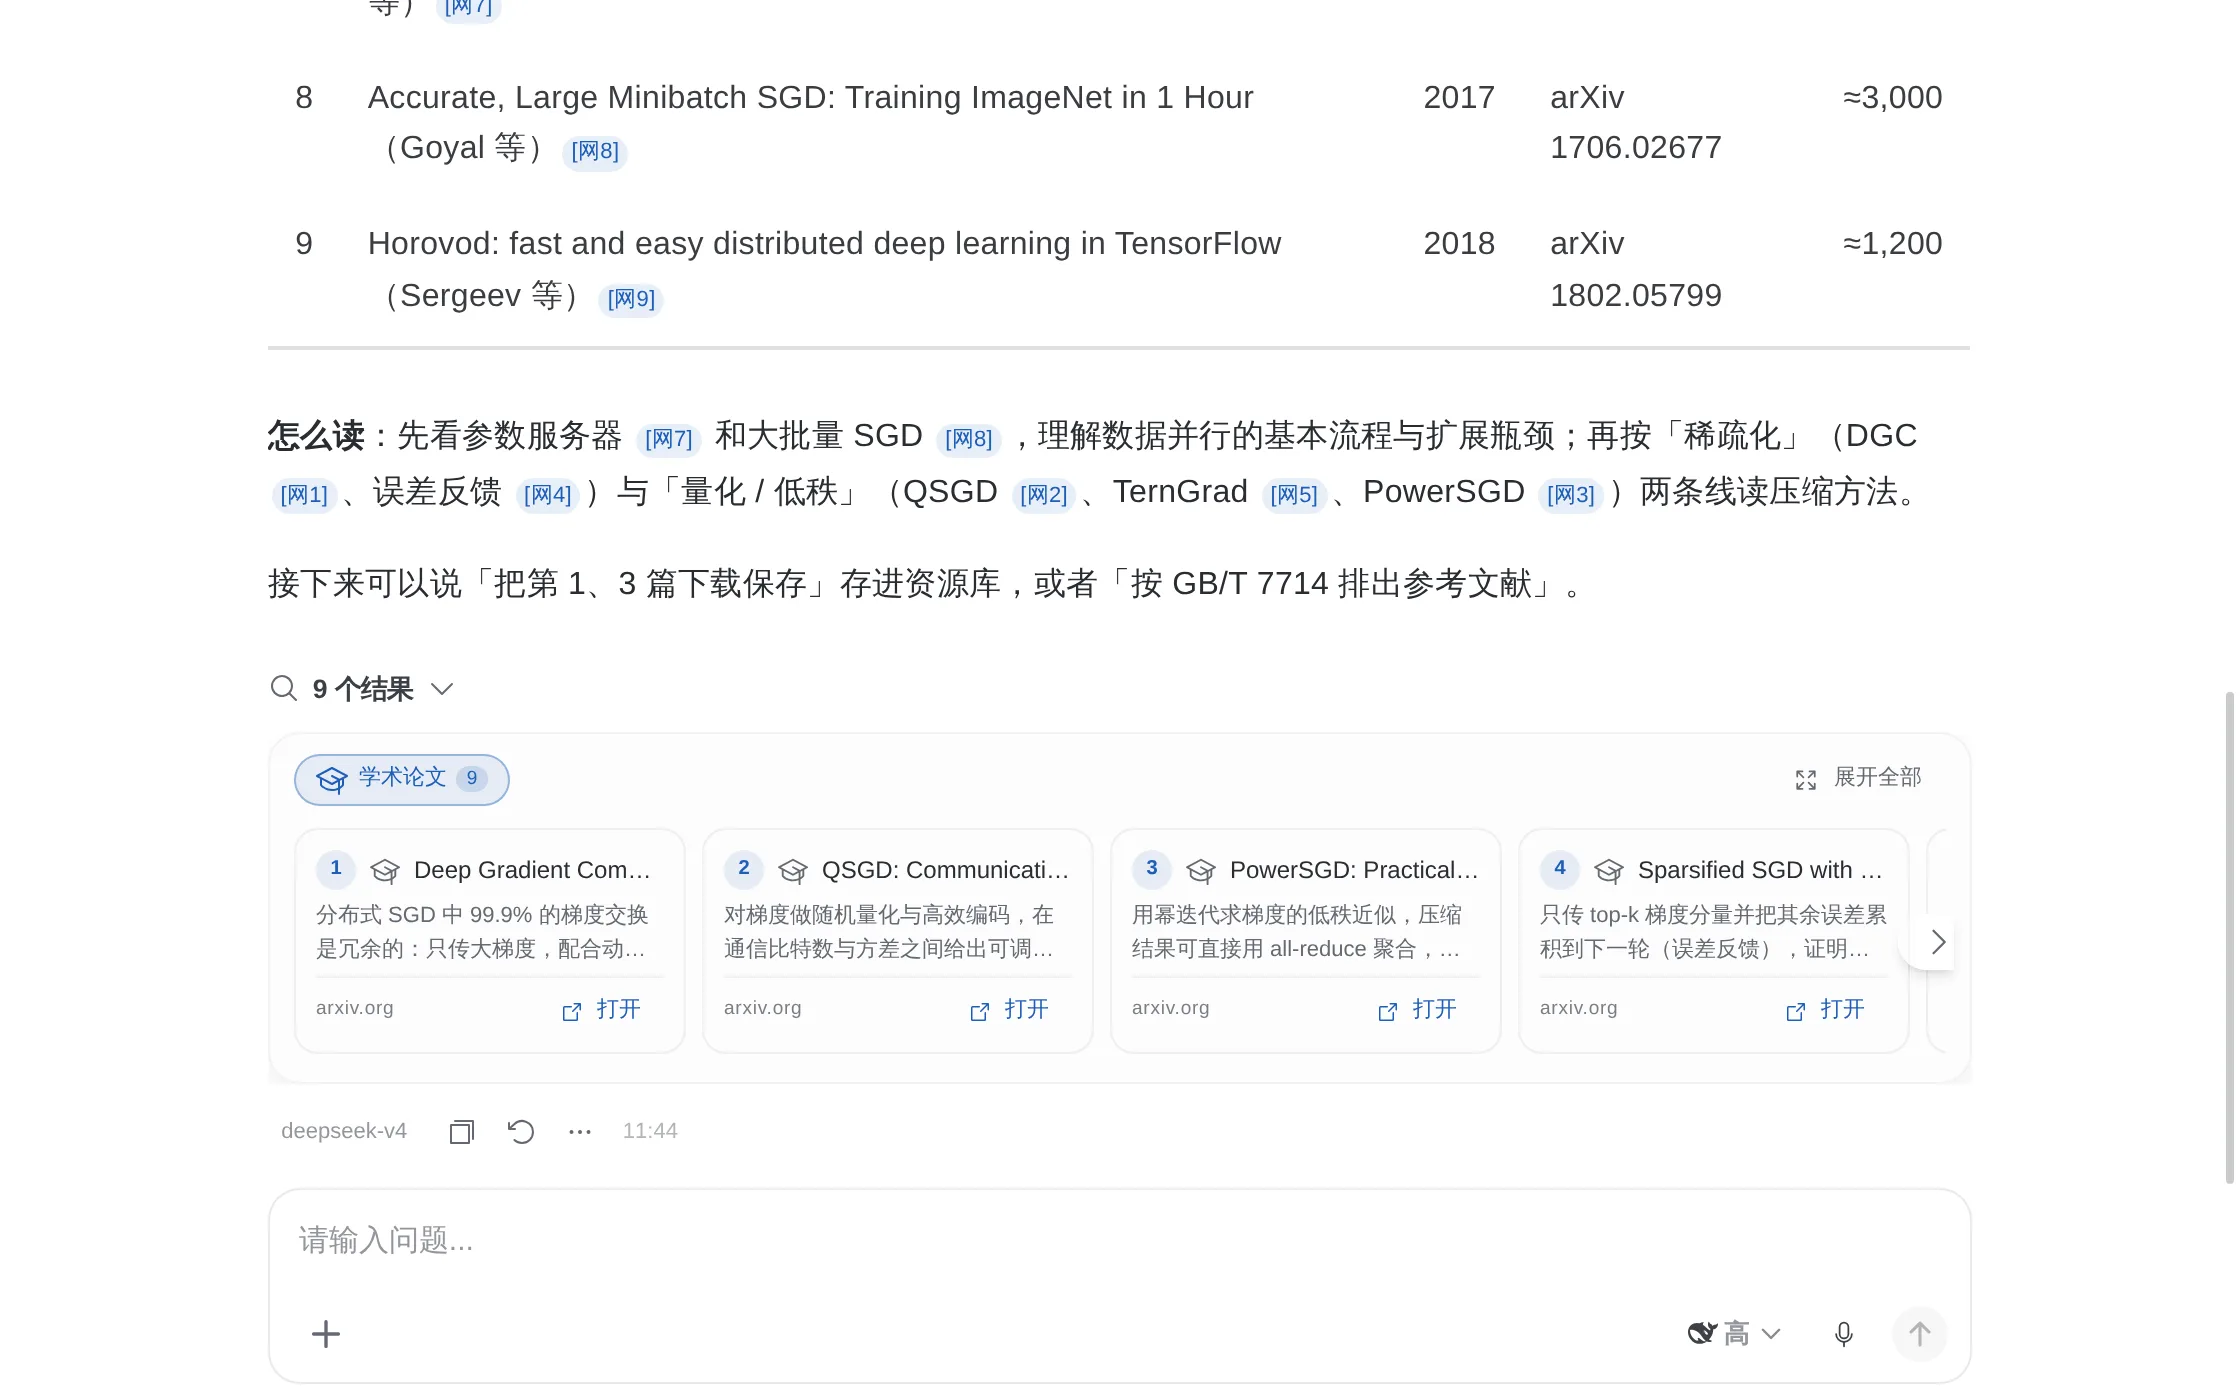 等） [网7]
8 Accurate, Large Minibatch SGD: Training ImageNet in 1 Hour 2017 arXiv ≈3,000
（Goyal 等） [网8] 1706.02677
9 Horovod: fast and easy distributed deep learning in TensorFlow 2018 arXiv ≈1,200
（Sergeev 等） [网9] 1802.05799
怎么读：先看参数服务器 [网7] 和大批量 SGD [网8] ，理解数据并行的基本流程与扩展瓶颈；再按「稀疏化」（DGC
[网1] 、误差反馈 [网4] ）与「量化 / 低秩」（QSGD [网2] 、TernGrad [网5] 、PowerSGD [网3] ）两条线读压缩方法。
接下来可以说「把第 1、3 篇下载保存」存进资源库，或者「按 GB/T 7714 排出参考文献」。
9 个结果
学术论文 9 展开全部
1 Deep Gradient Com...
分布式 SGD 中 99.9% 的梯度交换
是冗余的：只传大梯度，配合动...
arxiv.org 打开
2 QSGD: Communicati...
对梯度做随机量化与高效编码，在
通信比特数与方差之间给出可调...
arxiv.org 打开
3 PowerSGD: Practical...
用幂迭代求梯度的低秩近似，压缩
结果可直接用 all-reduce 聚合，...
arxiv.org 打开
4 Sparsified SGD with ...
只传 top-k 梯度分量并把其余误差累
积到下一轮（误差反馈），证明...
arxiv.org 打开
deepseek-v4 11:44
请输入问题...
高